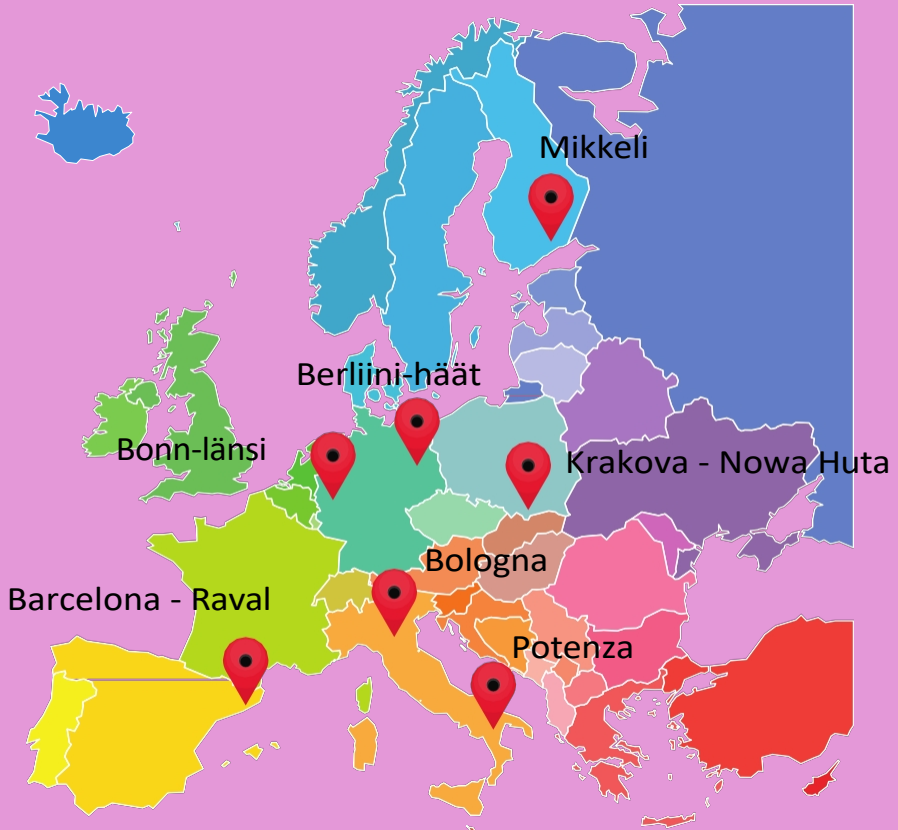 Mikkeli
Berliini-häät
Bonn-länsi
Krakova - Nowa Huta
Bologna
Barcelona - Raval
Potenza